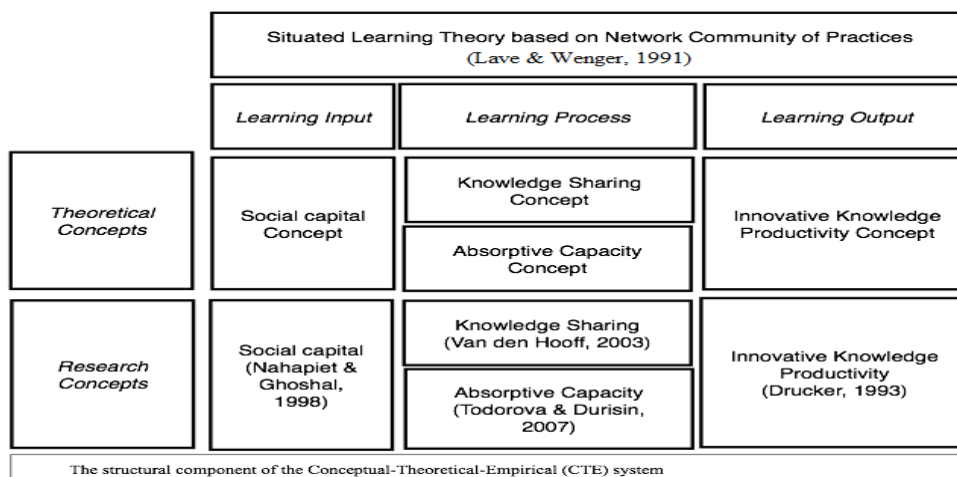 Situated Learning Theory based on Network Community of Practices
(Lave & Wenger, 1991)
Learning Input
Learning Process
Learning Output
Theoretical
Concepts
Social capital
Concept
Knowledge Sharing
Concept
Absorptive Capacity
Concept
Innovative Knowledge
Productivity Concept
Research
Concepts
Social capital
(Nahapiet &
Ghoshal,
1998)
Knowledge Sharing
(Van den Hooff, 2003)
Absorptive Capacity
(Todorova & Durisin,
2007)
Innovative Knowledge
Productivity
(Drucker, 1993)
The structural component of the Conceptual-Theoretical-Empirical (CTE) system